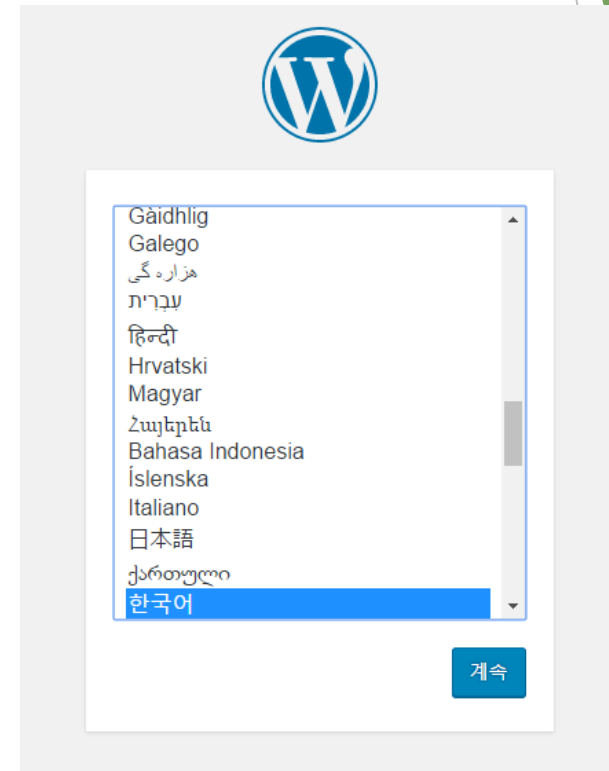 Gàidhlig
Galego
هزاره گی
עִבְרִית
हिन्दी
Hrvatski
Magyar
Հայերեն
Bahasa Indonesia
Íslenska
Italiano
日本語
ქართული
한국어
계속